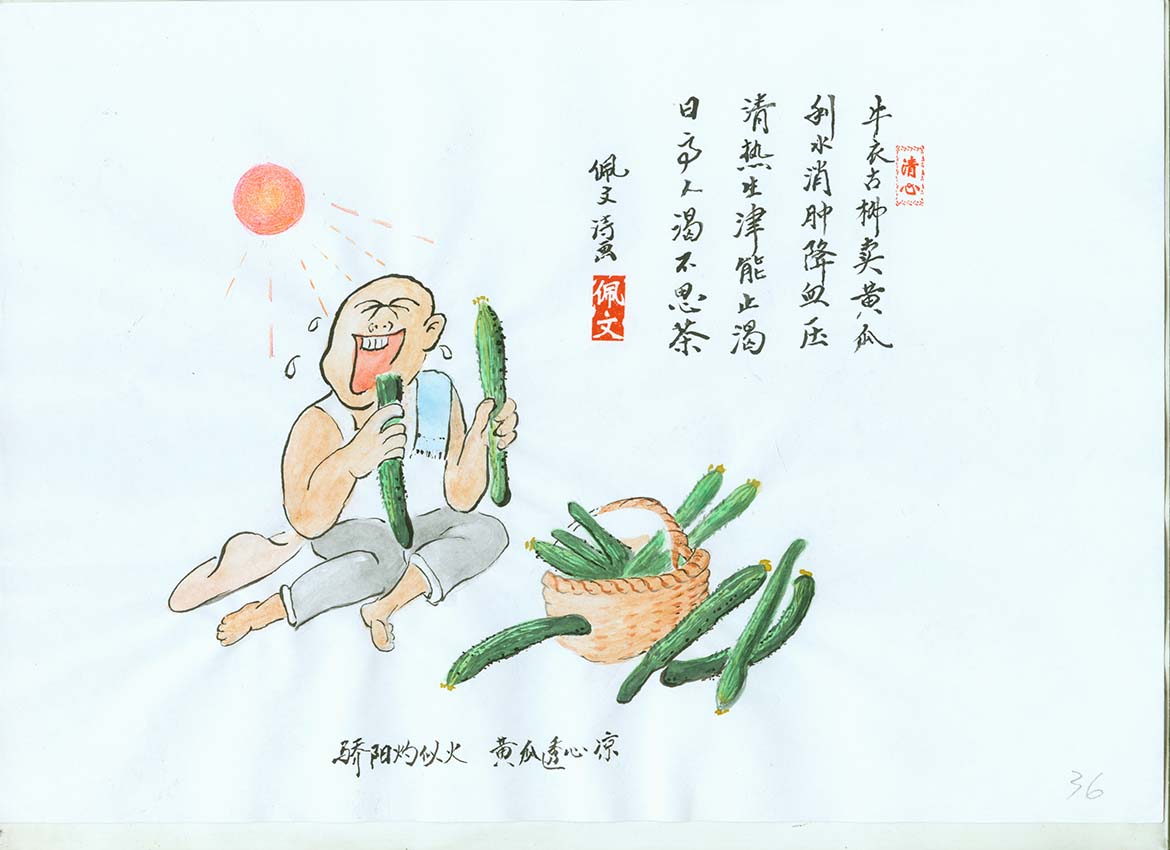 清心
牛衣古柳卖黄瓜
利水消肿降血压
清热生津能止渴
日高人渴不思茶
佩文诗画
佩文
骄阳灼似火 黄瓜透心凉
36